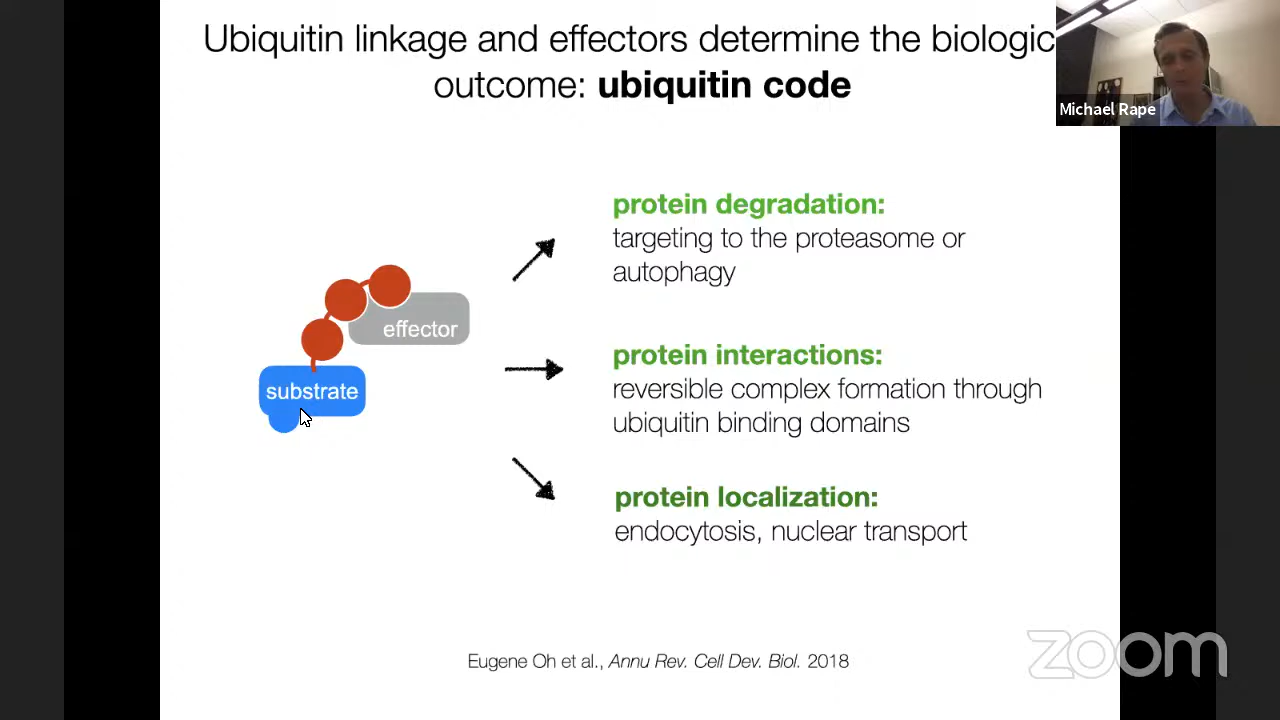 Ubiquitin linkage and effectors determine the biologic
outcome: ubiquitin code
Michael Rape
protein degradation:
targeting to the proteasome or
autophagy
effector
substrate
protein interactions:
reversible complex formation through
ubiquitin binding domains
protein localization:
endocytosis, nuclear transport
Eugene Oh et al., Annu Rev. Cell Dev. Biol. 2018
zoom